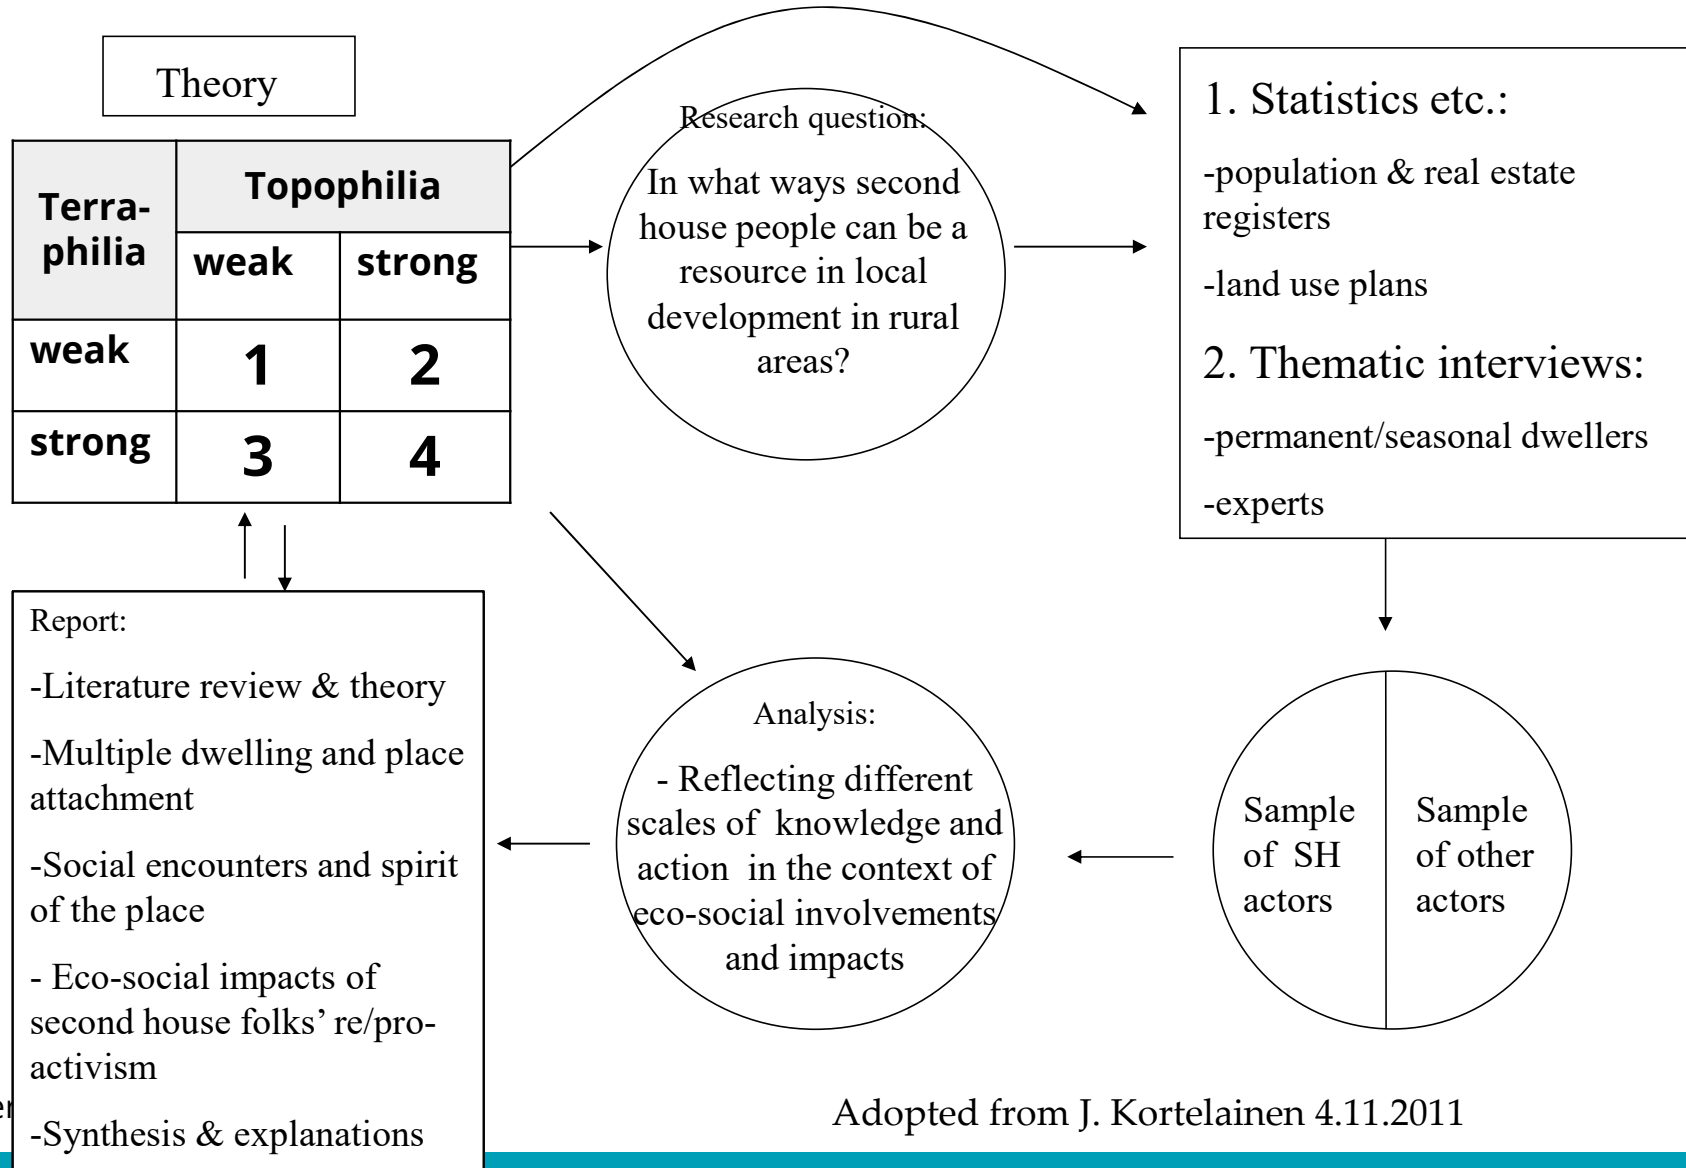 Theory
Terra-
philia
Topophilia
weak
strong
weak
1
2
strong
3
4
Research question:
In what ways second
house people can be a
resource in local
development in rural
areas?
1. Statistics etc.:
-population & real estate
registers
-land use plans
2. Thematic interviews:
-permanent/seasonal dwellers
-experts
Sample
of SH
actors
Sample
of other
actors
Analysis:
- Reflecting different
scales of knowledge and
action in the context of
eco-social involvements
and impacts
Report:
-Literature review & theory
-Multiple dwelling and place
attachment
-Social encounters and spirit
of the place
- Eco-social impacts of
second house folks’ re/pro-
activism
-Synthesis & explanations
Adopted from J. Kortelainen 4.11.2011